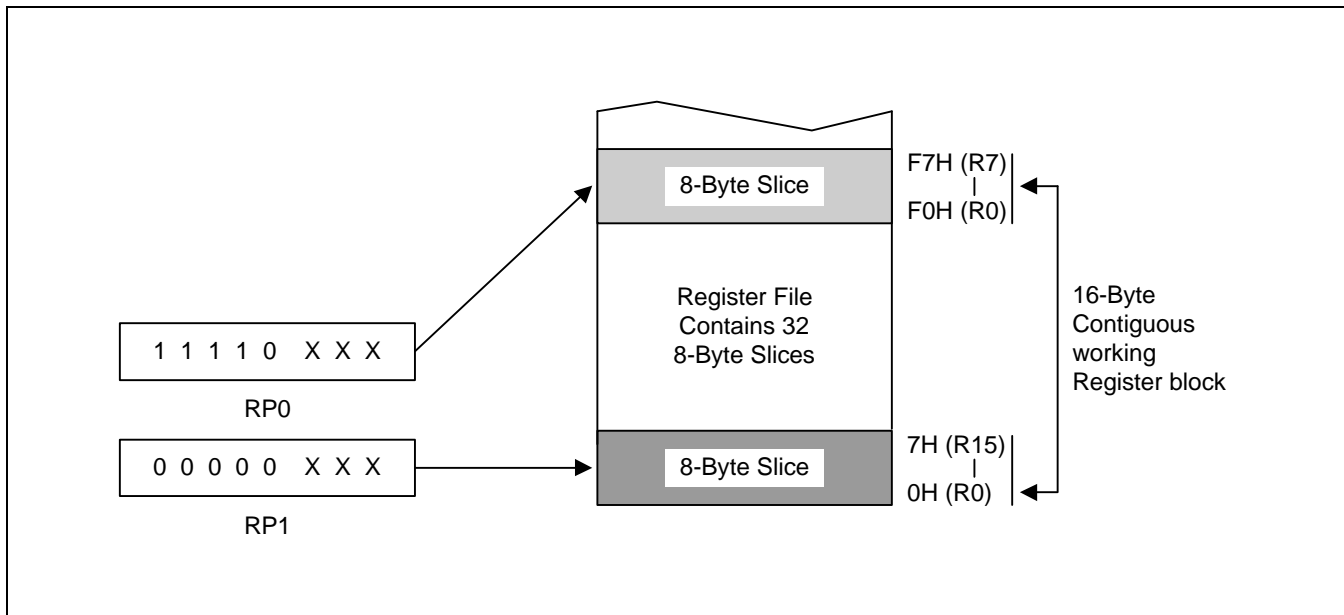 8-Byte Slice
F7H (R7)
F0H (R0)
Register File
Contains 32
8-Byte Slices
16-Byte
Contiguous
working
Register block
1 1 1 1 0 X X X
RP0
0 0 0 0 0 X X X
RP1
8-Byte Slice
7H (R15)
0H (R0)